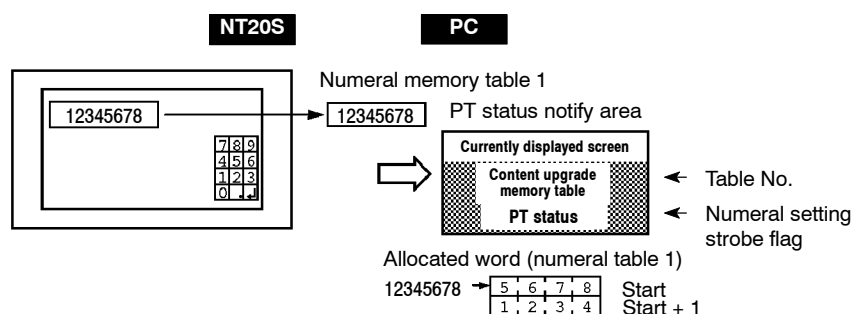 NT20S PC
Numeral memory table 1
12345678 12345678 PT status notify area
Currently displayed screen
7 8 9
4 5 6
1 2 3
0 . ↵
Content upgrade
memory table
Table No.
PT status
Numeral setting
strobe flag
Allocated word (numeral table 1)
12345678 5 6 7 8 Start
1 2 3 4 Start + 1